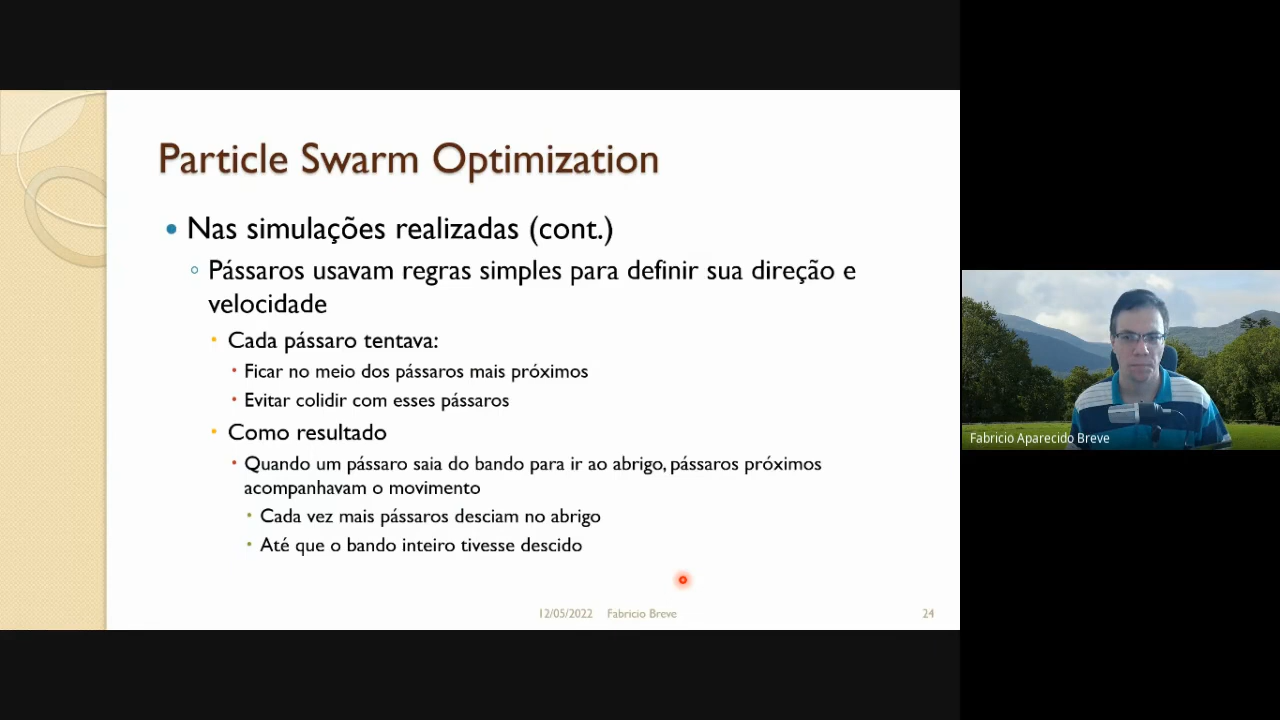 Particle Swarm Optimization
Nas simulações realizadas (cont.)
Pássaros usavam regras simples para definir sua direção e
velocidade
Cada pássaro tentava:
Ficar no meio dos pássaros mais próximos
Evitar colidir com esses pássaros
Como resultado
Quando um pássaro saia do bando para ir ao abrigo, pássaros próximos
acompanhavam o movimento
Cada vez mais pássaros desciam no abrigo
Até que o bando inteiro tivesse descido
12/05/2022 Fabricio Breve 24
Fabricio Aparecido Breve